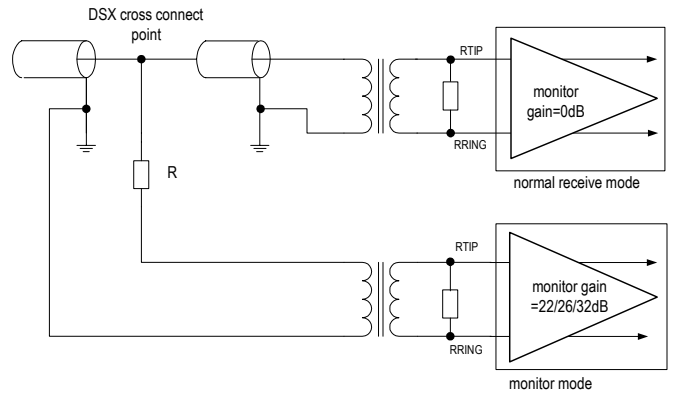 DSX cross connect
point
RTIP
monitor
gain=0dB
RRING
normal receive mode
R
RTIP
monitor gain
=22/26/32dB
RRING
monitor mode